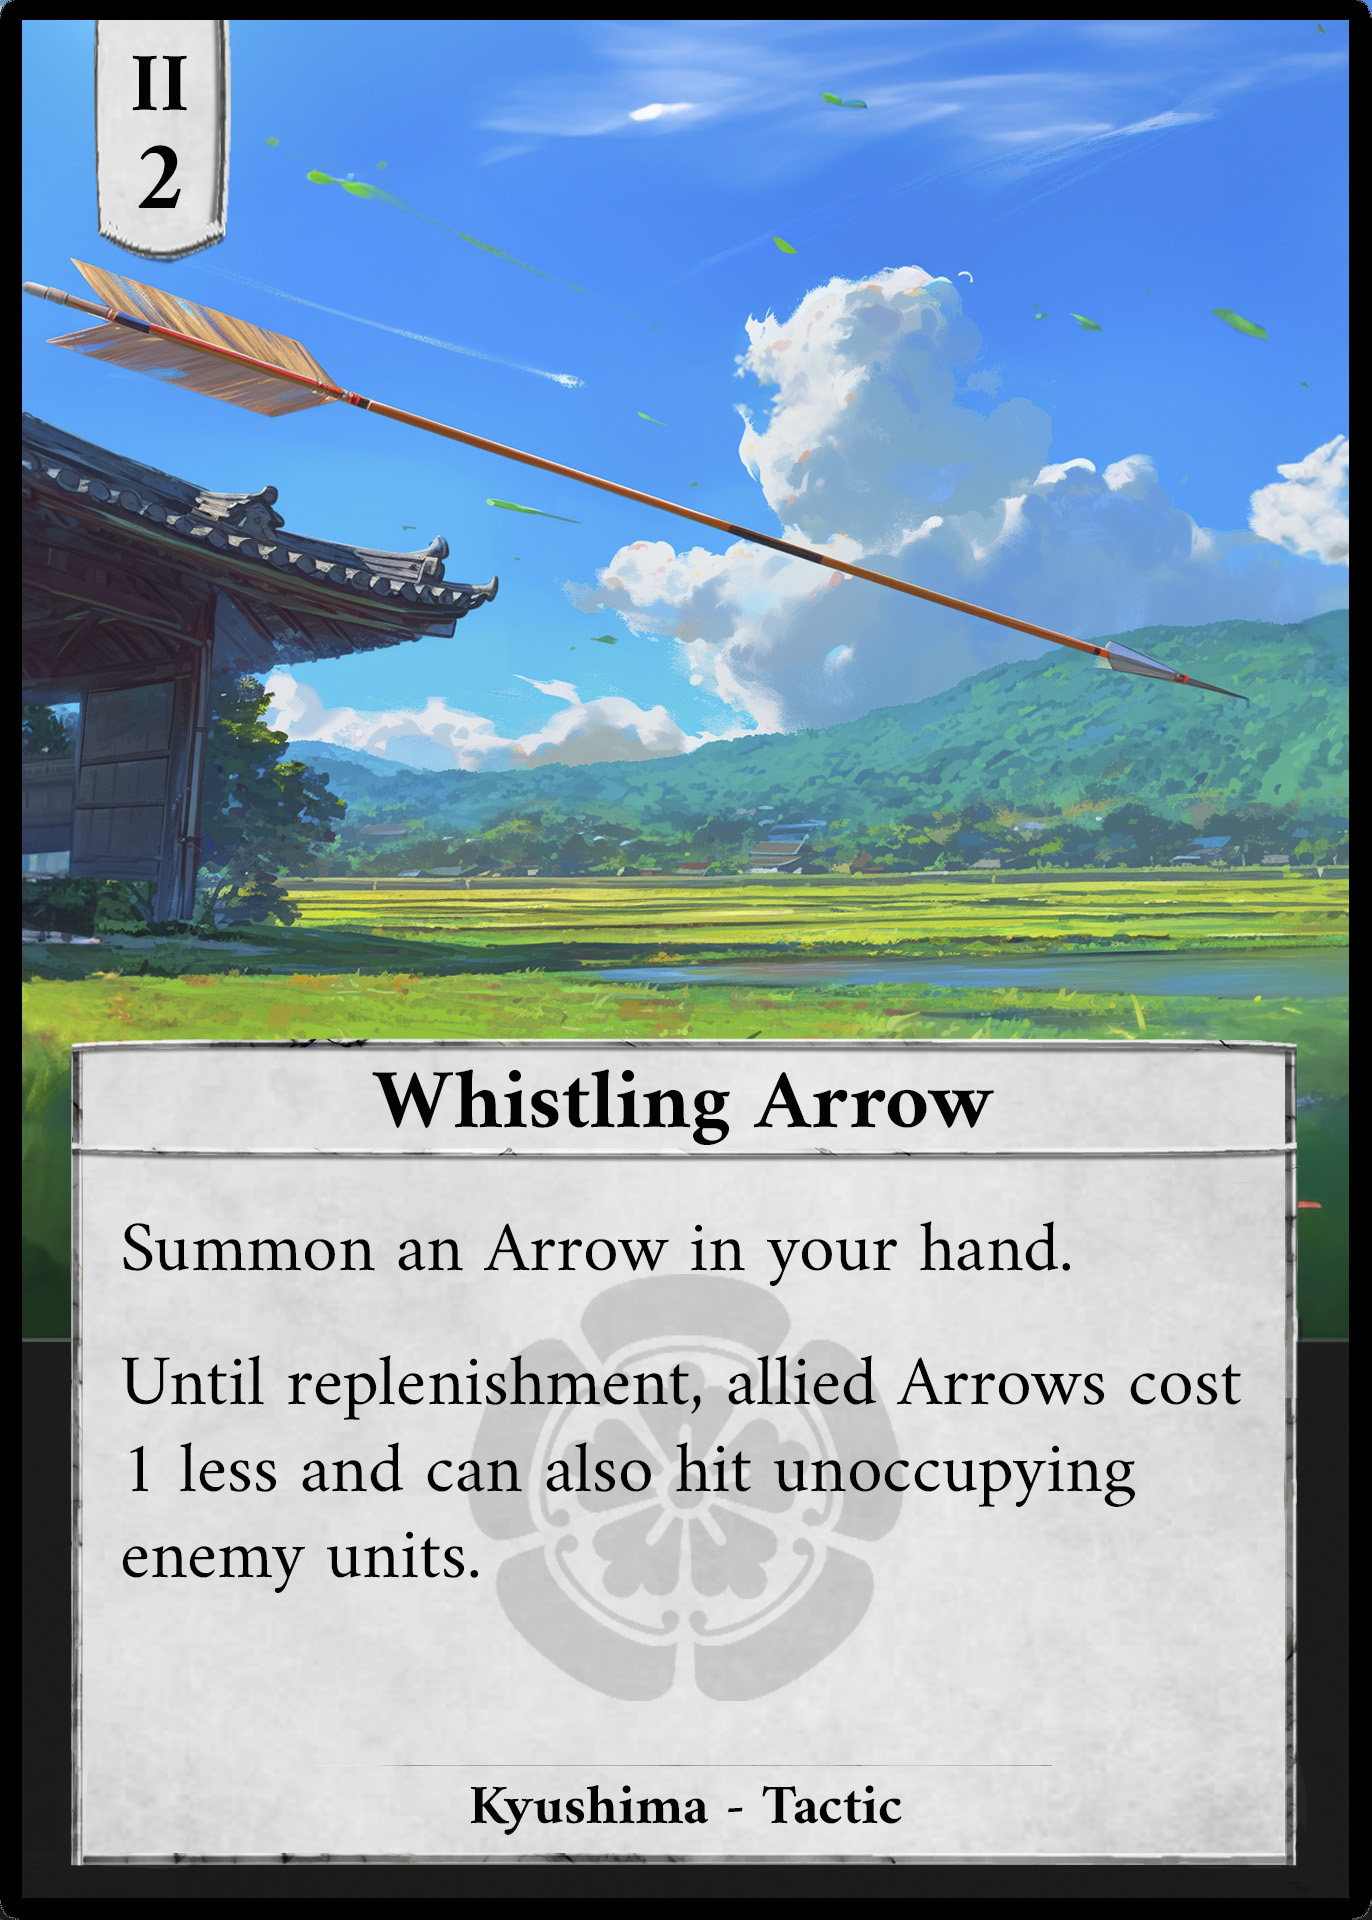 II
2
Whistling Arrow
Summon an Arrow in your hand.
Until replenishment, allied Arrows cost
1 less and can also hit unoccupying
enemy units.
Kyushima - Tactic